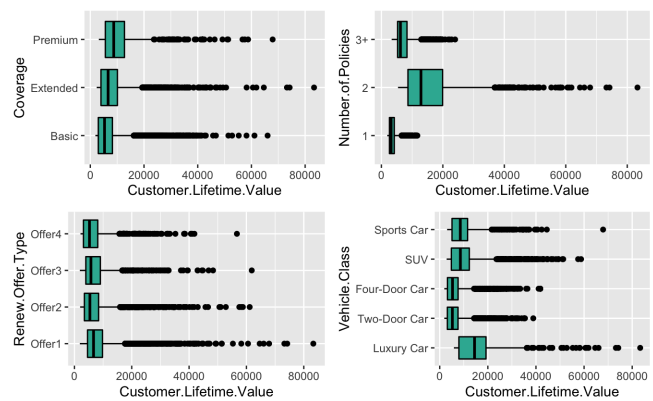 Coverage
Premium
Extended
Basic
0 20000 40000 60000 80000
Customer.Lifetime.Value
Number.of.Policies
3+
2
1
0 20000 40000 60000 80000
Customer.Lifetime.Value
Renew.Offer.Type
Offer4
Offer3
Offer2
Offer1
0 20000 40000 60000 80000
Customer.Lifetime.Value
Vehicle.Class
Sports Car
SUV
Four-Door Car
Two-Door Car
Luxury Car
0 20000 40000 60000 80000
Customer.Lifetime.Value